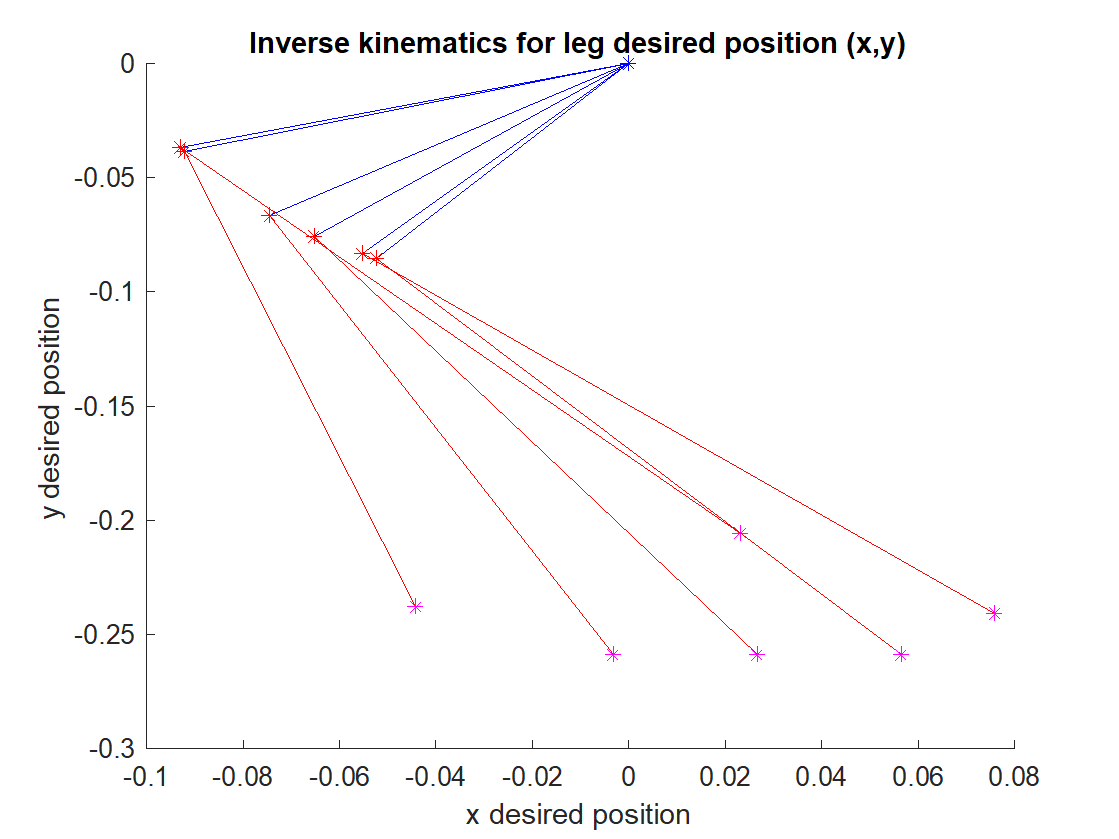 Inverse kinematics for leg desired position (x,y)
0
-0.05
-0.1
-0.15
-0.2
-0.25
-0.3
y desired position
-0.1 -0.08 -0.06 -0.04 -0.02 0 0.02 0.04 0.06 0.08
x desired position